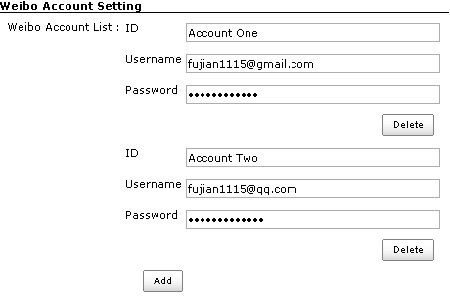 Weibo Account Setting
Weibo Account List : ID Account One
Username fujian1115@gmail.com
Password ••••••••••••
Delete
ID Account Two
Username fujian1115@qq.com
Password •••••••••••••
Delete
Add